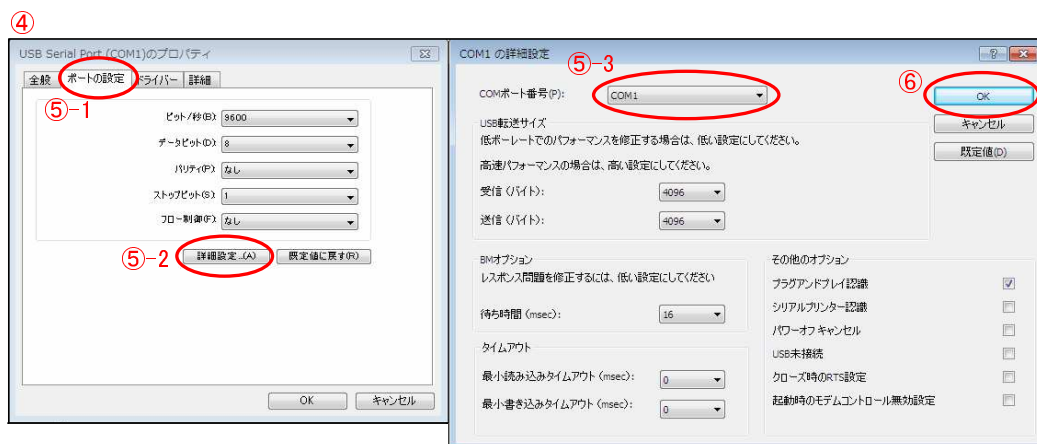 ④
USB Serial Port (COM1)のプロパティ
全般 ポートの設定 ドライバー 詳細
⑤-1
ビット/秒(B): 9600
データビット(D): 8
パリティ(P): なし
ストップビット(S): 1
フロー制御(F): なし
⑤-2
詳細設定...(A) 既定値に戻す(R)
OK キャンセル
COM1 の詳細設定
⑤-3
COMポート番号(P): COM1
⑥
OK
キャンセル
既定値(D)
USB転送サイズ
低ボーレートでのパフォーマンスを修正する場合は、低い設定にしてください。
高速パフォーマンスの場合は、高い設定にしてください。
受信 (バイト): 4096
送信 (バイト): 4096
BMオプション
レスポンス問題を修正するには、低い設定にしてください
待ち時間 (msec): 16
タイムアウト
最小読み込みタイムアウト (msec): 0
最小書き込みタイムアウト (msec): 0
その他のオプション
プラグアンドプレイ認識
シリアルプリンター認識
パワーオフ キャンセル
USB未接続
クローズ時のRTS設定
起動時のモデムコントロール無効設定